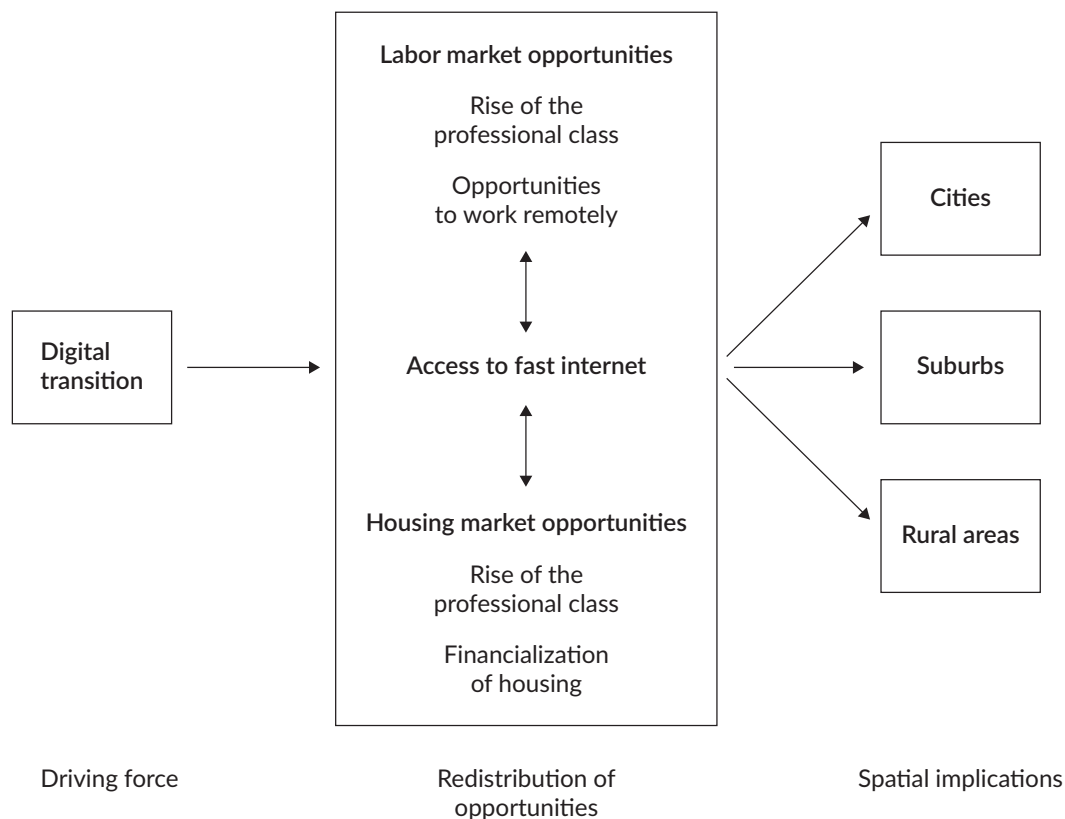 Labor market opportunities
Rise of the
professional class
Opportunities
to work remotely
Digital
transition
Access to fast internet
Housing market opportunities
Rise of the
professional class
Financialization
of housing
Cities
Suburbs
Rural areas
Driving force
Redistribution of
opportunities
Spatial implications